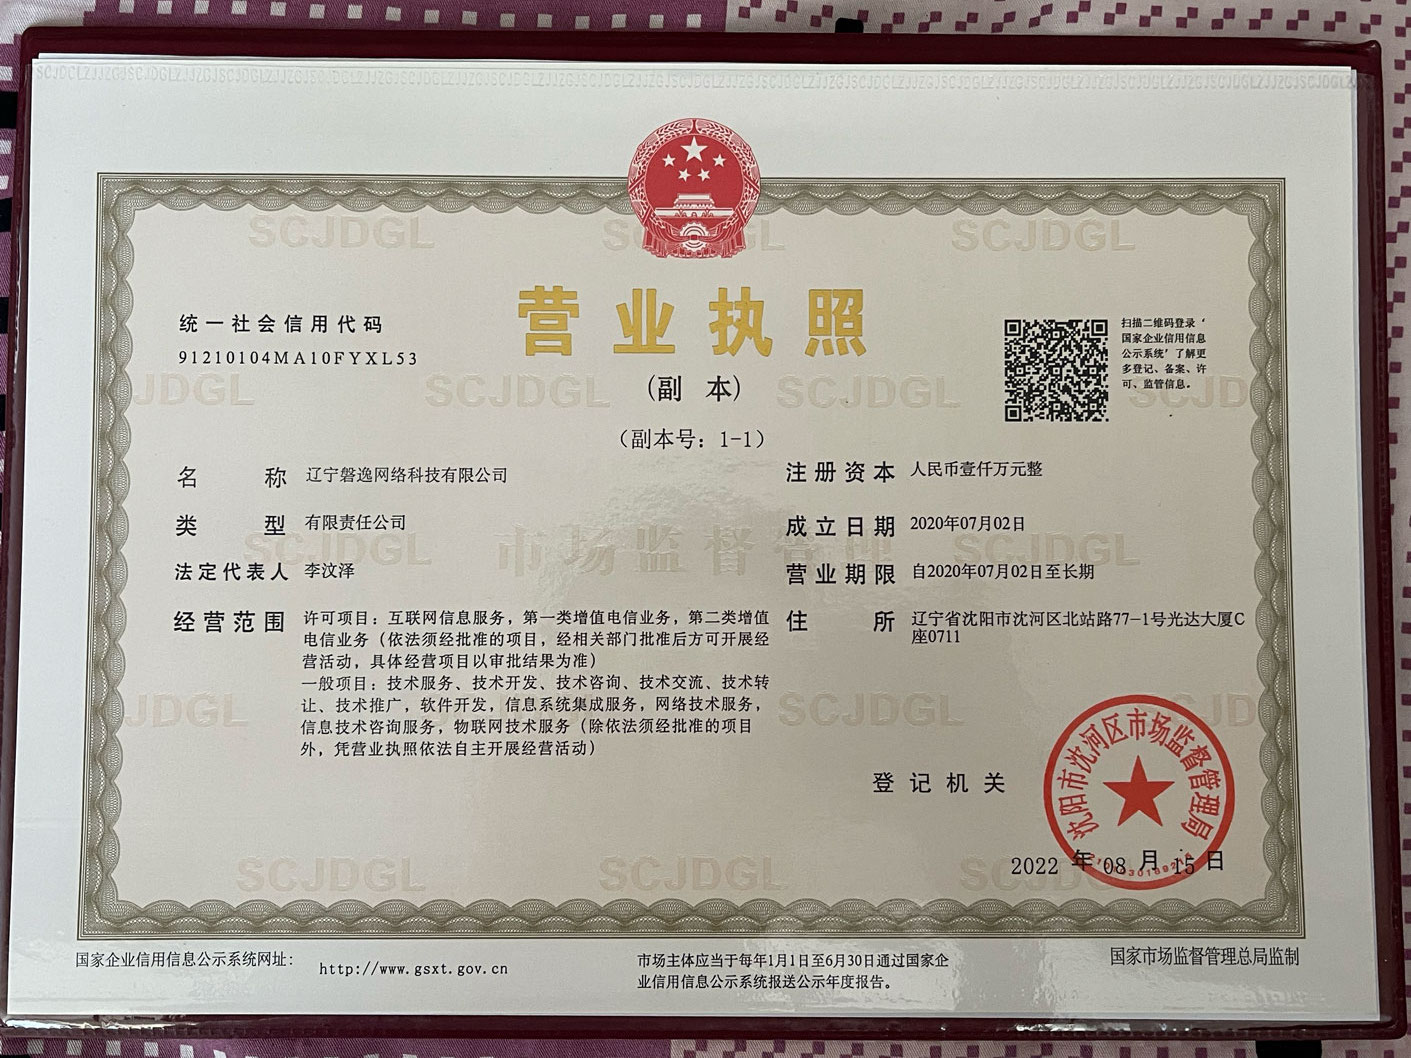 营业执照
(副 本)
（副本号：1-1）
统一社会信用代码
91210104MA10FYXL53
扫描二维码登录‘
国家企业信用信息
公示系统’了解更
多登记、备案、许
可、监管信息。
名 称 辽宁磐逸网络科技有限公司
类 型 有限责任公司
法定代表人 李汶泽
经营范围 许可项目：互联网信息服务，第一类增值电信业务，第二类增值
电信业务（依法须经批准的项目，经相关部门批准后方可开展经
营活动，具体经营项目以审批结果为准）
一般项目：技术服务、技术开发、技术咨询、技术交流、技术转
让、技术推广，软件开发，信息系统集成服务，网络技术服务，
信息技术咨询服务，物联网技术服务（除依法须经批准的项目
外，凭营业执照依法自主开展经营活动）
注册资本 人民币壹仟万元整
成立日期 2020年07月02日
营业期限 自2020年07月02日至长期
住 所 辽宁省沈阳市沈河区北站路77-1号光达大厦C
座0711
登记机关
沈阳市沈河区市场监督管理局
2022 年 08 月 15 日
国家企业信用信息公示系统网址：
http://www.gsxt.gov.cn
市场主体应当于每年1月1日至6月30日通过国家企
业信用信息公示系统报送公示年度报告。
国家市场监督管理总局监制
SCJDGL
市场监督管理